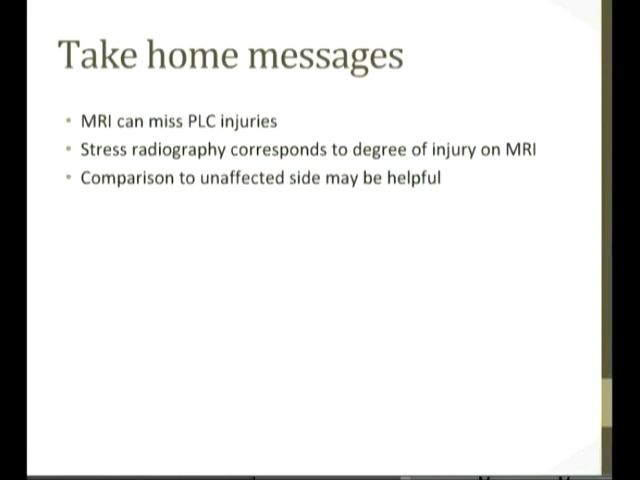 Take home messages
• MRI can miss PLC injuries
• Stress radiography corresponds to degree of injury on MRI
• Comparison to unaffected side may be helpful